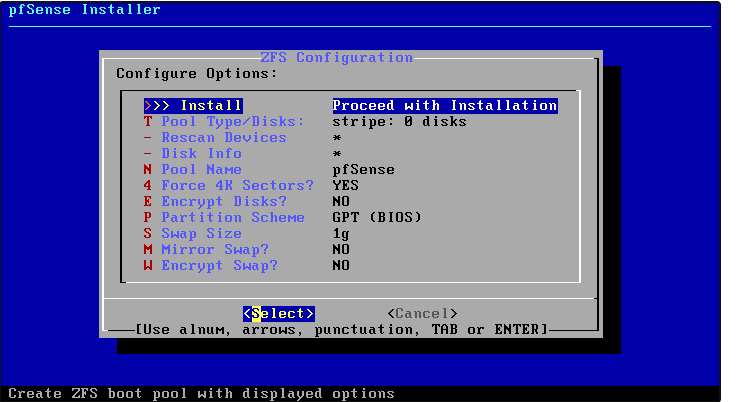 pfSense Installer
ZFS Configuration
Configure Options:
>>> Install Proceed with Installation
T Pool Type/Disks: stripe: 0 disks
- Rescan Devices *
- Disk Info *
N Pool Name pfSense
4 Force 4K Sectors? YES
E Encrypt Disks? NO
P Partition Scheme GPT (BIOS)
S Swap Size 1g
M Mirror Swap? NO
W Encrypt Swap? NO
<Select> <Cancel>
[Use alnum, arrows, punctuation, TAB or ENTER]
Create ZFS boot pool with displayed options